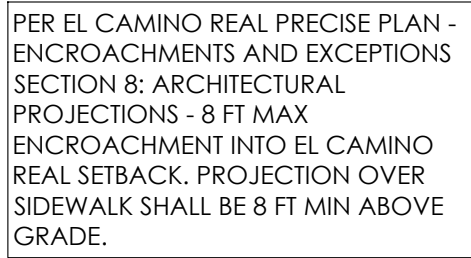 PER EL CAMINO REAL PRECISE PLAN -
ENCROACHMENTS AND EXCEPTIONS
SECTION 8: ARCHITECTURAL
PROJECTIONS - 8 FT MAX
ENCROACHMENT INTO EL CAMINO
REAL SETBACK. PROJECTION OVER
SIDEWALK SHALL BE 8 FT MIN ABOVE
GRADE.